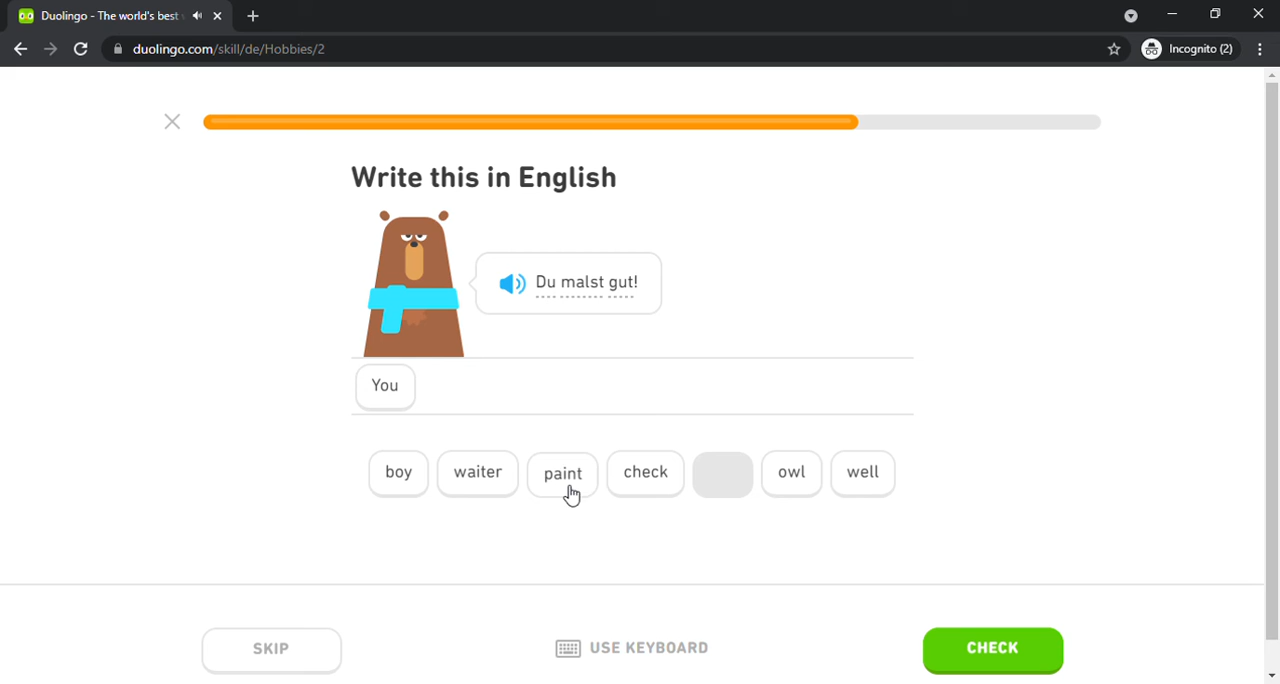 Duolingo - The world's best
duolingo.com/skill/de/Hobbies/2
Incognito (2)
Write this in English
Du malst gut!
You
boy waiter paint check owl well
SKIP
USE KEYBOARD
CHECK